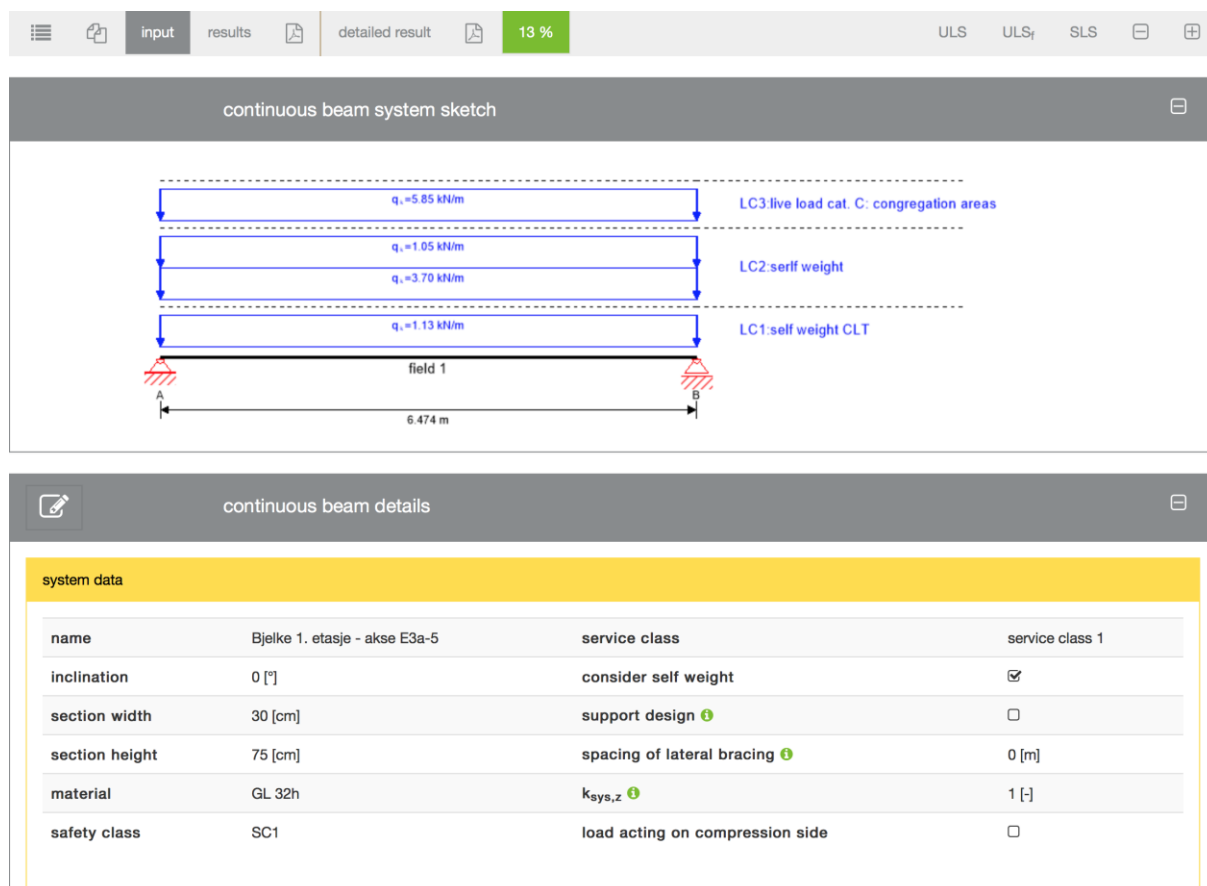 input results detailed result 13 % ULS ULSf SLS
continuous beam system sketch
qk=5.85 kN/m
LC3:live load cat. C: congregation areas
qk=1.05 kN/m
LC2:serlf weight
qk=3.70 kN/m
qk=1.13 kN/m
LC1:self weight CLT
field 1
A B
6.474 m
continuous beam details
system data
name Bjelke 1. etasje - akse E3a-5 service class service class 1
inclination 0 [°] consider self weight
section width 30 [cm] support design
section height 75 [cm] spacing of lateral bracing 0 [m]
material GL 32h ksys,z 1 [-]
safety class SC1 load acting on compression side